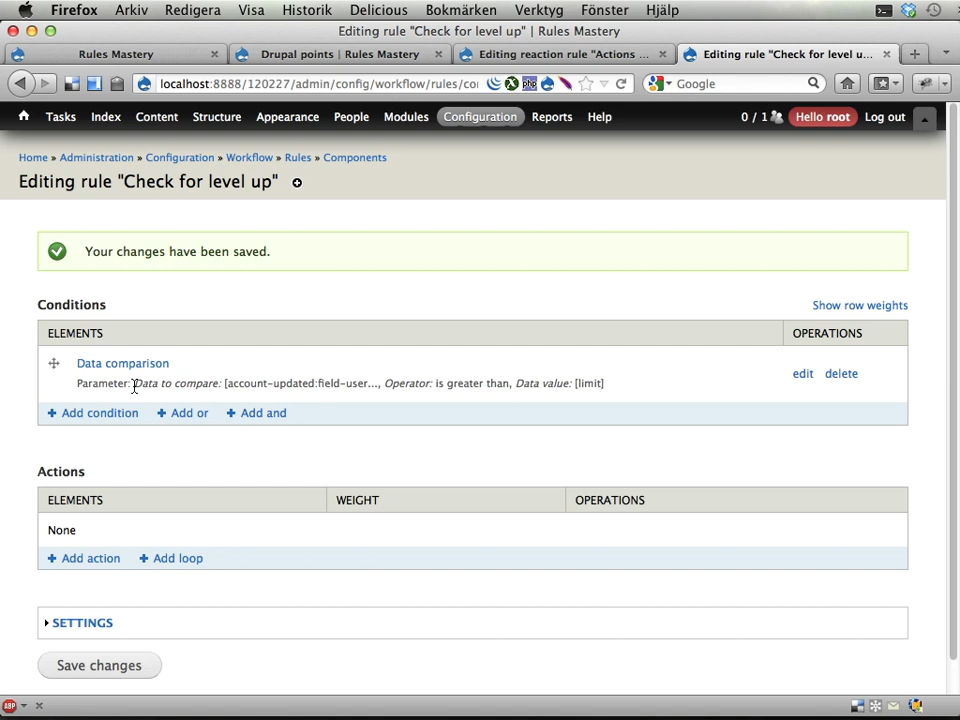 Firefox Arkiv Redigera Visa Historik Delicious Bokmärken Verktyg Fönster Hjälp
Editing rule "Check for level up" | Rules Mastery
Rules Mastery
Drupal points | Rules Mastery
Editing reaction rule "Actions ...
Editing rule "Check for level u...
localhost:8888/120227/admin/config/workflow/rules/co
php
Google
Tasks Index Content Structure Appearance People Modules Configuration Reports Help
0 / 1 Hello root Log out
Home » Administration » Configuration » Workflow » Rules » Components
Editing rule "Check for level up"
Your changes have been saved.
Conditions
Show row weights
ELEMENTS OPERATIONS
Data comparison
Parameter: Data to compare: [account-updated:field-user..., Operator: is greater than, Data value: [limit]
edit delete
+ Add condition + Add or + Add and
Actions
ELEMENTS WEIGHT OPERATIONS
None
+ Add action + Add loop
SETTINGS
Save changes
ABP